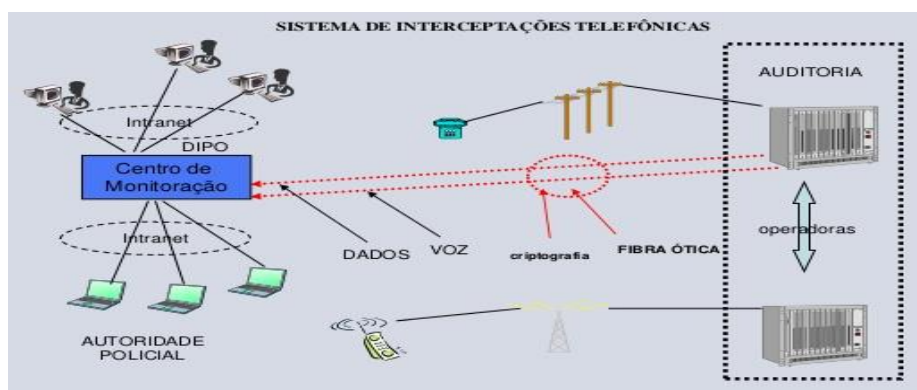 SISTEMA DE INTERCEPTAÇÕES TELEFÔNICAS
AUDITORIA
Intranet
DIPO
Centro de
Monitoração
Intranet
DADOS
VOZ
criptografia
FIBRA ÓTICA
operadoras
AUTORIDADE
POLICIAL